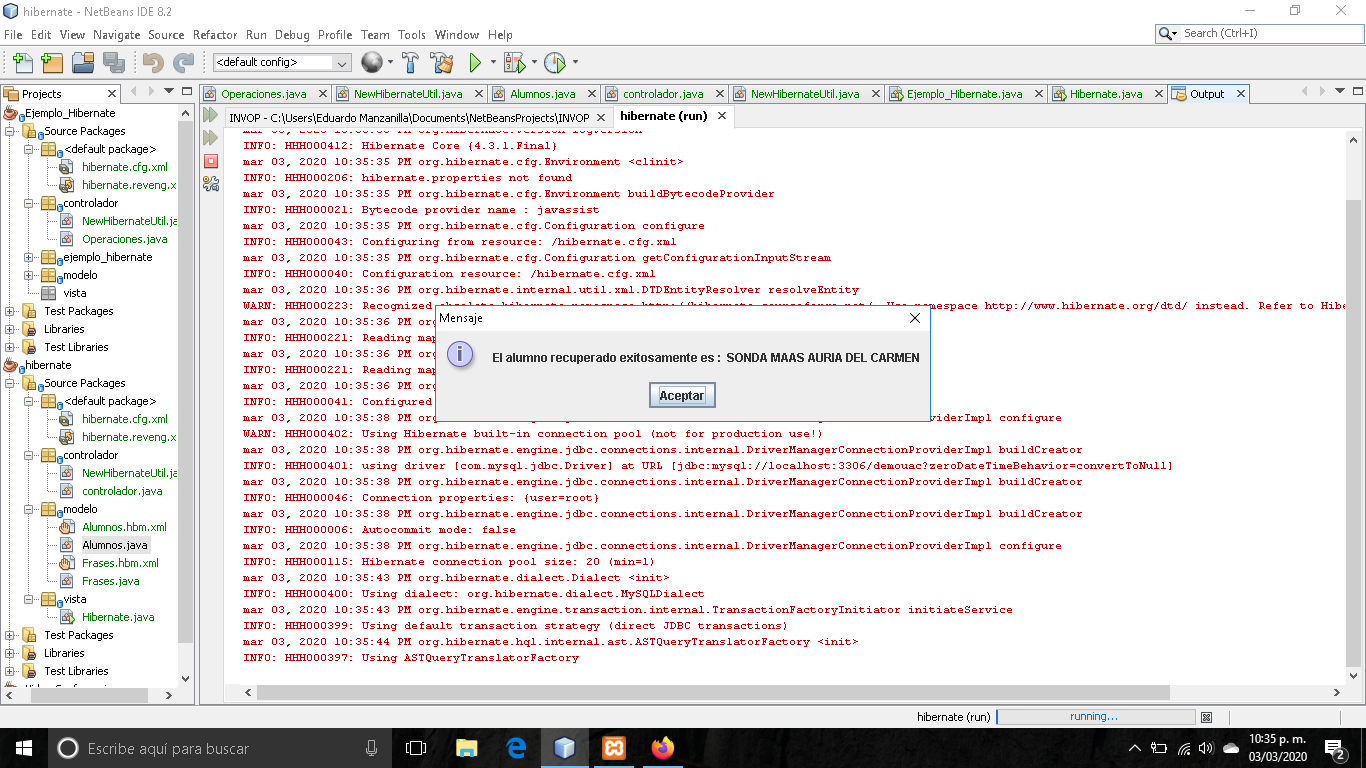 hibernate - NetBeans IDE 8.2
File Edit View Navigate Source Refactor Run Debug Profile Team Tools Window Help
Search (Ctrl+I)
<default config>
Projects
Operaciones.java
NewHibernateUtil.java
Alumnos.java
controlador.java
NewHibernateUtil.java
Ejemplo_Hibernate.java
Hibernate.java
Output
Ejemplo_Hibernate
Source Packages
<default package>
hibernate.cfg.xml
hibernate.reveng.x
controlador
NewHibernateUtil.ja
Operaciones.java
ejemplo_hibernate
modelo
vista
Test Packages
Libraries
Test Libraries
hibernate
Source Packages
<default package>
hibernate.cfg.xml
hibernate.reveng.x
controlador
NewHibernateUtil.ja
controlador.java
modelo
Alumnos.hbm.xml
Alumnos.java
Frases.hbm.xml
Frases.java
vista
Hibernate.java
Test Packages
Libraries
Test Libraries
INVOP - C:\Users\Eduardo Manzanilla\Documents\NetBeansProjects\INVOP
hibernate (run)
INFO: HHH000412: Hibernate Core {4.3.1.Final}
mar 03, 2020 10:35:35 PM org.hibernate.cfg.Environment <clinit>
INFO: HHH000206: hibernate.properties not found
mar 03, 2020 10:35:35 PM org.hibernate.cfg.Environment buildBytecodeProvider
INFO: HHH000021: Bytecode provider name : javassist
mar 03, 2020 10:35:35 PM org.hibernate.cfg.Configuration configure
INFO: HHH000043: Configuring from resource: /hibernate.cfg.xml
mar 03, 2020 10:35:35 PM org.hibernate.cfg.Configuration getConfigurationInputStream
INFO: HHH000040: Configuration resource: /hibernate.cfg.xml
mar 03, 2020 10:35:36 PM org.hibernate.internal.util.xml.DTDEntityResolver resolveEntity
WARN: HHH000223: Recognized obsolete hibernate namespace http://hibernate.sourceforge.net/. Use namespace http://www.hibernate.org/dtd/ instead. Refer to Hibe
mar 03, 2020 10:35:36 PM org
INFO: HHH000221: Reading map
mar 03, 2020 10:35:36 PM org
INFO: HHH000221: Reading map
mar 03, 2020 10:35:36 PM org
INFO: HHH000041: Configured
mar 03, 2020 10:35:38 PM org.hibernate.engine.jdbc.connections.internal.DriverManagerConnectionProviderImpl configure
WARN: HHH000402: Using Hibernate built-in connection pool (not for production use!)
mar 03, 2020 10:35:38 PM org.hibernate.engine.jdbc.connections.internal.DriverManagerConnectionProviderImpl buildCreator
INFO: HHH000401: using driver [com.mysql.jdbc.Driver] at URL [jdbc:mysql://localhost:3306/demouac?zeroDateTimeBehavior=convertToNull]
mar 03, 2020 10:35:38 PM org.hibernate.engine.jdbc.connections.internal.DriverManagerConnectionProviderImpl buildCreator
INFO: HHH000046: Connection properties: {user=root}
mar 03, 2020 10:35:38 PM org.hibernate.engine.jdbc.connections.internal.DriverManagerConnectionProviderImpl buildCreator
INFO: HHH000006: Autocommit mode: false
mar 03, 2020 10:35:38 PM org.hibernate.engine.jdbc.connections.internal.DriverManagerConnectionProviderImpl configure
INFO: HHH000115: Hibernate connection pool size: 20 (min=1)
mar 03, 2020 10:35:43 PM org.hibernate.dialect.Dialect <init>
INFO: HHH000400: Using dialect: org.hibernate.dialect.MySQLDialect
mar 03, 2020 10:35:43 PM org.hibernate.engine.transaction.internal.TransactionFactoryInitiator initiateService
INFO: HHH000399: Using default transaction strategy (direct JDBC transactions)
mar 03, 2020 10:35:44 PM org.hibernate.hql.internal.ast.ASTQueryTranslatorFactory <init>
INFO: HHH000397: Using ASTQueryTranslatorFactory
Mensaje
El alumno recuperado exitosamente es : SONDA MAAS AURIA DEL CARMEN
Aceptar
hibernate (run)
running...
Escribe aquí para buscar
10:35 p. m.
03/03/2020
2